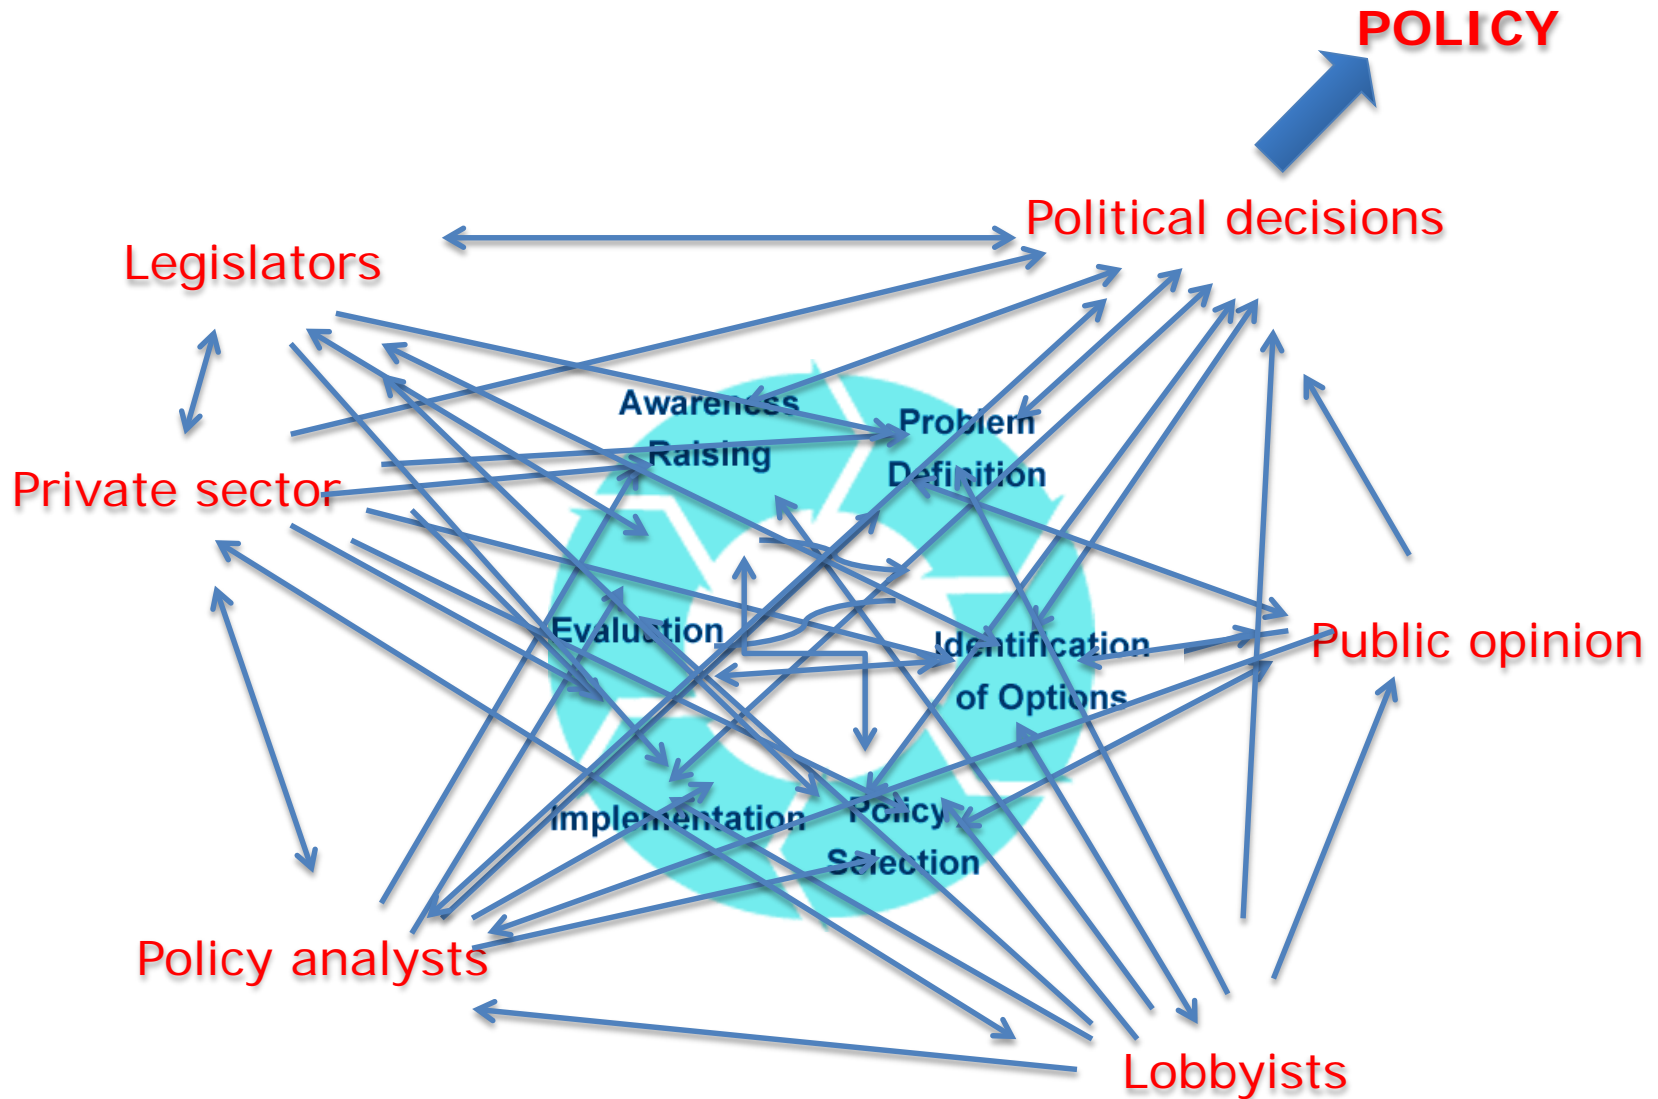 POLICY
Political decisions
Legislators
Awareness
Raising
Problem
Definition
Private sector
Evaluation
Identification
of Options
Public opinion
Implementation
Policy
Selection
Policy analysts
Lobbyists